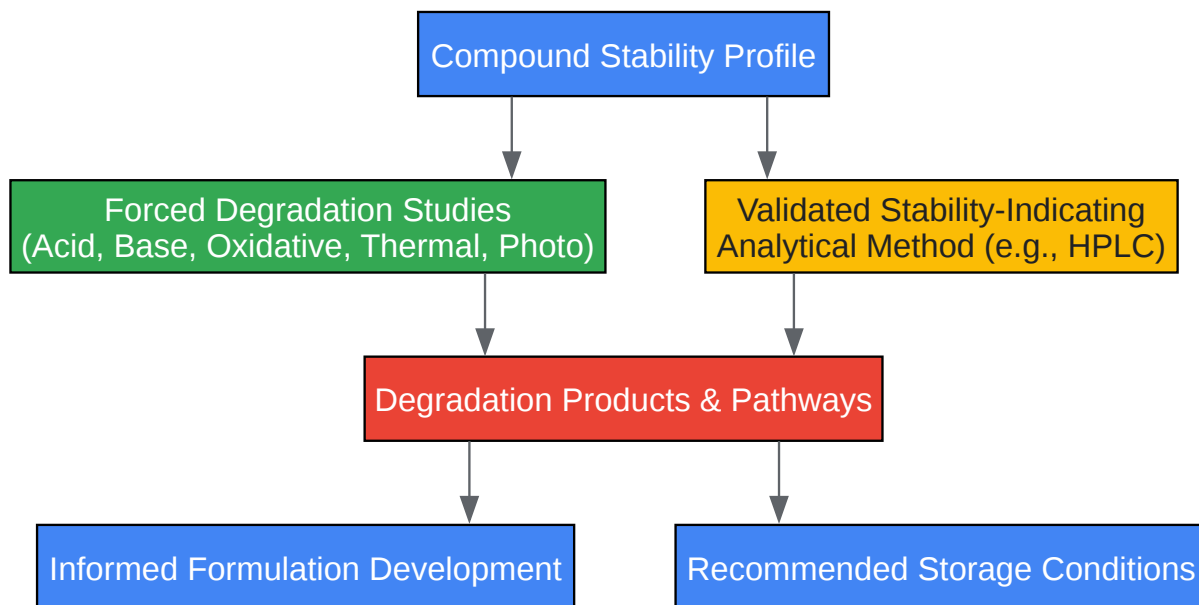 Compound Stability Profile
Forced Degradation Studies
(Acid, Base, Oxidative, Thermal, Photo)
Validated Stability-Indicating
Analytical Method (e.g., HPLC)
Degradation Products & Pathways
Informed Formulation Development
Recommended Storage Conditions